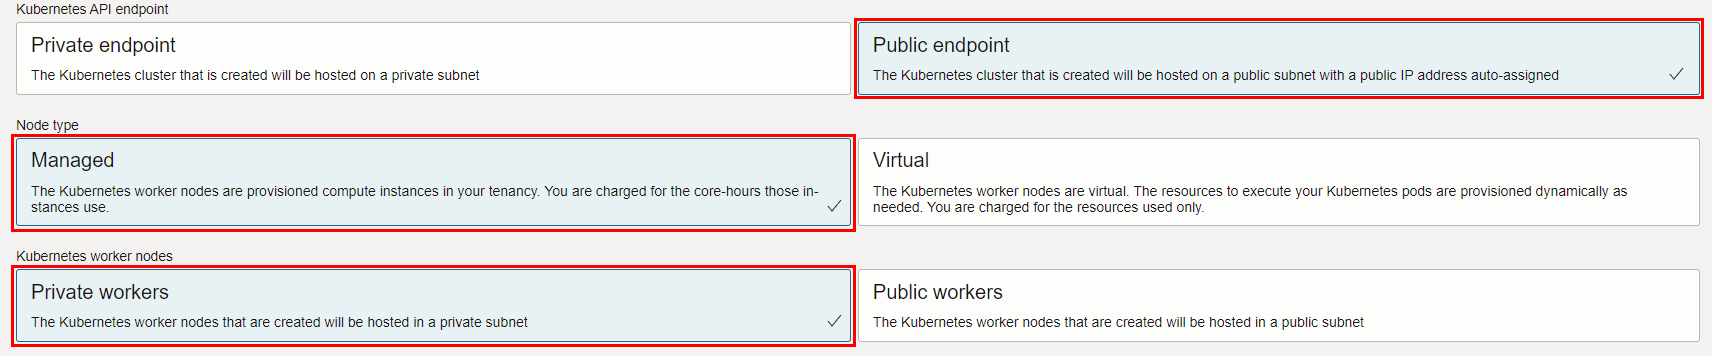 Kubernetes API endpoint
Private endpoint
The Kubernetes cluster that is created will be hosted on a private subnet
Public endpoint
The Kubernetes cluster that is created will be hosted on a public subnet with a public IP address auto-assigned
Node type
Managed
The Kubernetes worker nodes are provisioned compute instances in your tenancy. You are charged for the core-hours those in-
stances use.
Virtual
The Kubernetes worker nodes are virtual. The resources to execute your Kubernetes pods are provisioned dynamically as
needed. You are charged for the resources used only.
Kubernetes worker nodes
Private workers
The Kubernetes worker nodes that are created will be hosted in a private subnet
Public workers
The Kubernetes worker nodes that are created will be hosted in a public subnet